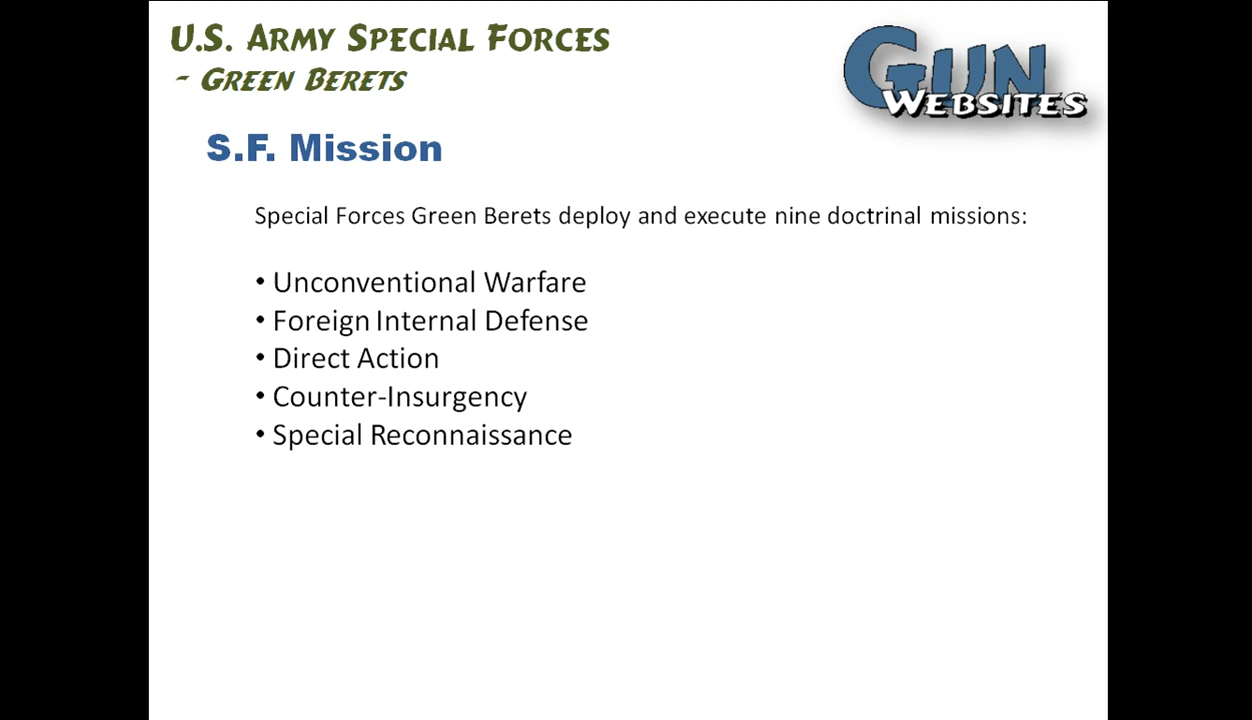 U.S. Army Special Forces
- Green Berets
Gun
Websites
S.F. Mission
Special Forces Green Berets deploy and execute nine doctrinal missions:
• Unconventional Warfare
• Foreign Internal Defense
• Direct Action
• Counter-Insurgency
• Special Reconnaissance